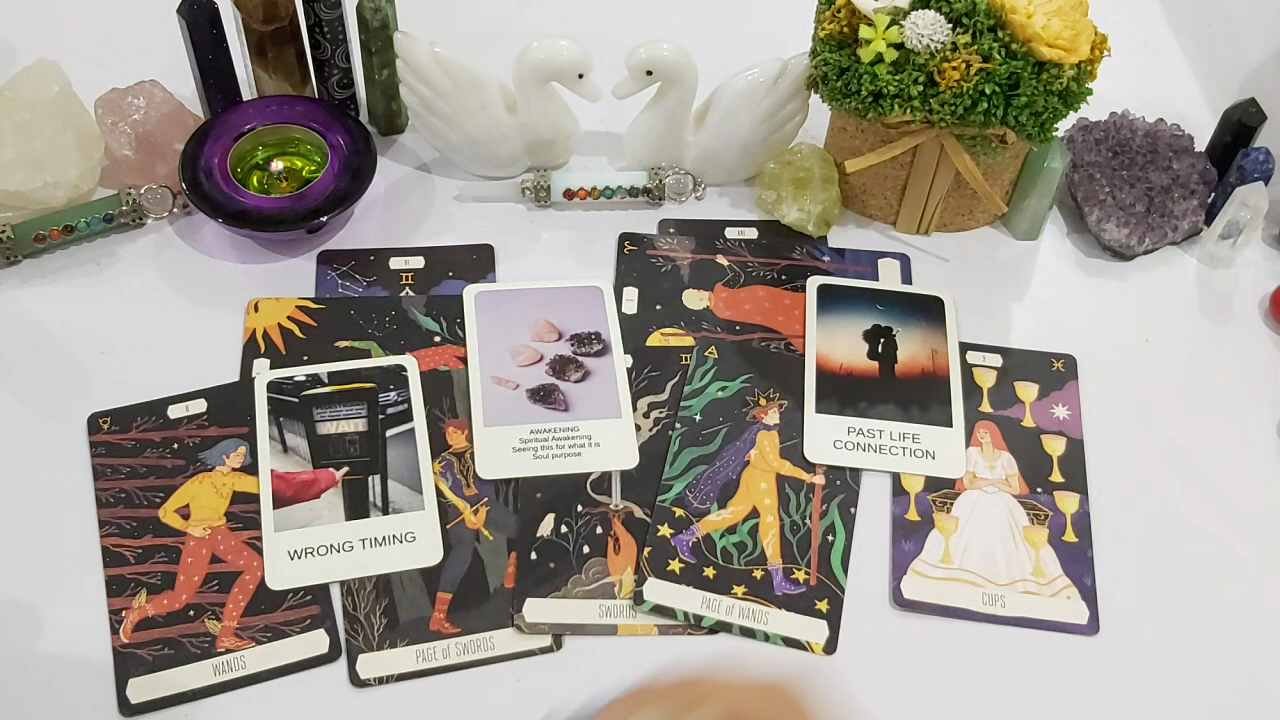 VI
WAIT
WRONG TIMING
AWAKENING
Spiritual Awakening
Seeing this for what it is
Soul purpose
PAST LIFE
CONNECTION
WANDS
PAGE of SWORDS
SWORDS
PAGE of WANDS
CUPS